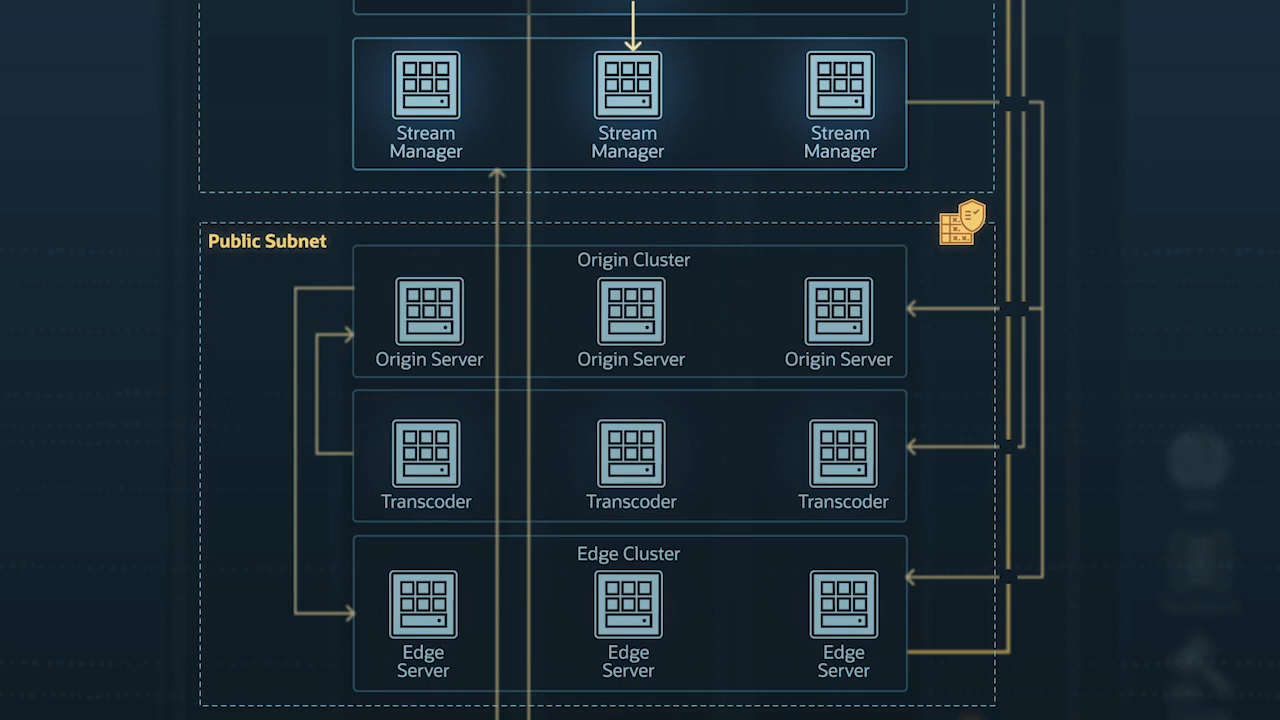 Stream
Manager
Stream
Manager
Stream
Manager
Public Subnet
Origin Cluster
Origin Server
Origin Server
Origin Server
Transcoder
Transcoder
Transcoder
Edge Cluster
Edge
Server
Edge
Server
Edge
Server